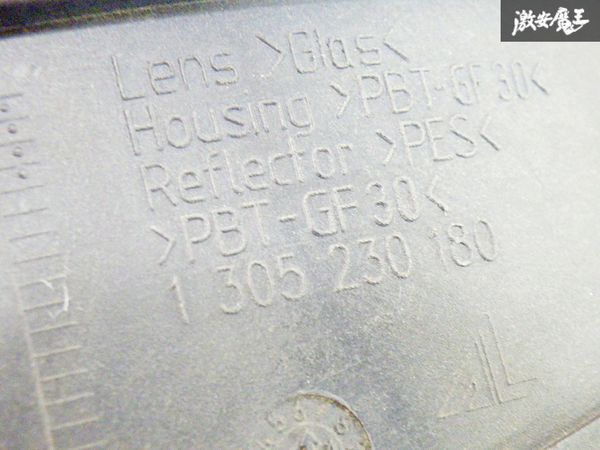 激安魔王
Lens >Glas<
Housing >PBT-GF30<
Reflector >PES<
>PBT-GF30<
1 305 230 180